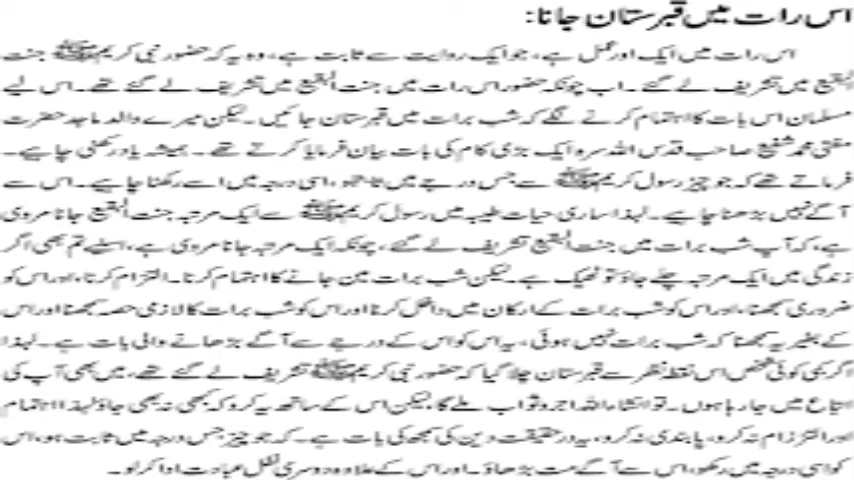 اس رات میں قبرستان جانا:
اس رات میں ایک اور عمل ہے، جو ایک روایت سے ثابت ہے، وہ یہ کہ حضور نبی کریم ﷺ جنت
البقیع میں تشریف لے گئے۔ اب چونکہ حضور اس رات میں جنت البقیع میں تشریف لے گئے تھے۔ اس لیے
مسلمان اس بات کا اہتمام کرنے لگے کہ شب برات میں قبرستان جائیں۔ لیکن میرے والد ماجد حضرت
مفتی محمد شفیع صاحب قدس اللہ سرہ ایک بڑی کام کی بات بیان فرمایا کرتے تھے۔ ہمیشہ یاد رکھنی چاہیے۔
فرماتے تھے کہ جو چیز رسول کریم ﷺ سے جس درجے میں ثابت ہو، اسی درجہ میں اسے رکھنا چاہیے۔ اس سے
آگے نہیں بڑھنا چاہیے۔ لہٰذا ساری حیات طیبہ میں رسول کریم ﷺ سے ایک مرتبہ جنت البقیع جانا مروی
ہے، کہ آپ شب برات میں جنت البقیع تشریف لے گئے، چونکہ ایک مرتبہ جانا مروی ہے، اسلیے تم بھی اگر
زندگی میں ایک مرتبہ چلے جاؤ تو ٹھیک ہے۔ لیکن شب برات مین جانے کا اہتمام کرنا۔ التزام کرنا، اور اس کو
ضروری سمجھنا، اور اس کو شب برات کے ارکان میں داخل کرنا اور اس کو شب برات کا لازمی حصہ سمجھنا اور اس
کے بغیر یہ سمجھنا کہ شب برات نہیں ہوئی، یہ اس کو اس کے درجے سے آگے بڑھانے والی بات ہے۔ لہٰذا
اگر کبھی کوئی شخص اس نقطہ نظر سے قبرستان چلا گیا کہ حضور نبی کریم ﷺ تشریف لے گئے تھے، میں بھی آپ کی
اتباع میں جا رہا ہوں۔ تو انشاء اللہ اجر و ثواب ملے گا، لیکن اس کے ساتھ یہ کرو کہ کبھی نہ بھی جاؤ لہٰذا اہتمام
اور التزام نہ کرو، پابندی نہ کرو، یہ در حقیقت دین کی سمجھ کی بات ہے۔ کہ جو چیز جس درجہ میں ثابت ہو، اس
کو اسی درجہ میں رکھو، اس سے آگے مت بڑھاؤ۔ اور اس کے علاوہ دوسری نفل عبادت ادا کر لو۔